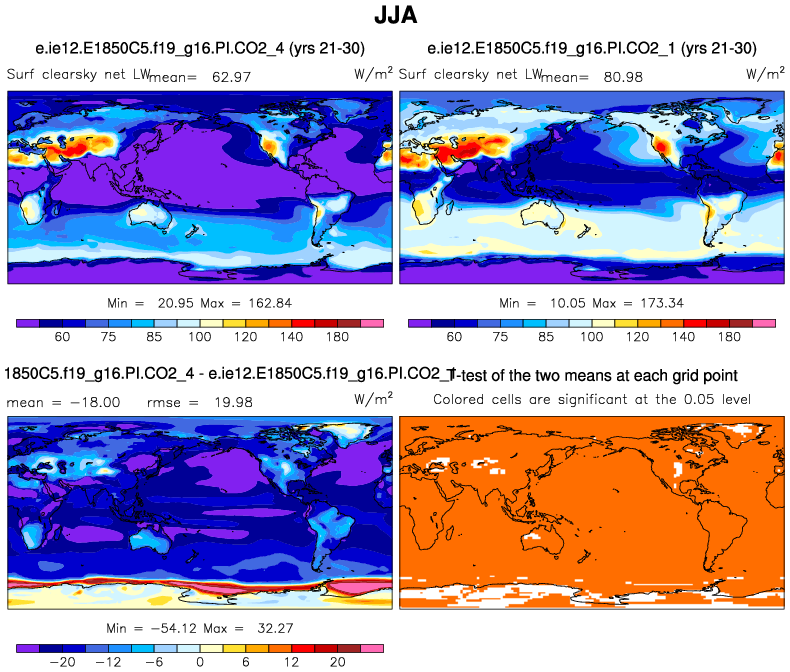 JJA
e.ie12.E1850C5.f19_g16.PI.CO2_4 (yrs 21-30)
Surf clearsky net LW mean= 62.97 W/m²
Min = 20.95 Max = 162.84
60 75 85 100 120 140 180
e.ie12.E1850C5.f19_g16.PI.CO2_1 (yrs 21-30)
Surf clearsky net LW mean= 80.98 W/m²
Min = 10.05 Max = 173.34
60 75 85 100 120 140 180
1850C5.f19_g16.PI.CO2_4 - e.ie12.E1850C5.f19_g16.PI.CO2_1
mean = −18.00 rmse = 19.98 W/m²
Min = −54.12 Max = 32.27
−20 −12 −6 0 6 12 20
T-test of the two means at each grid point
Colored cells are significant at the 0.05 level